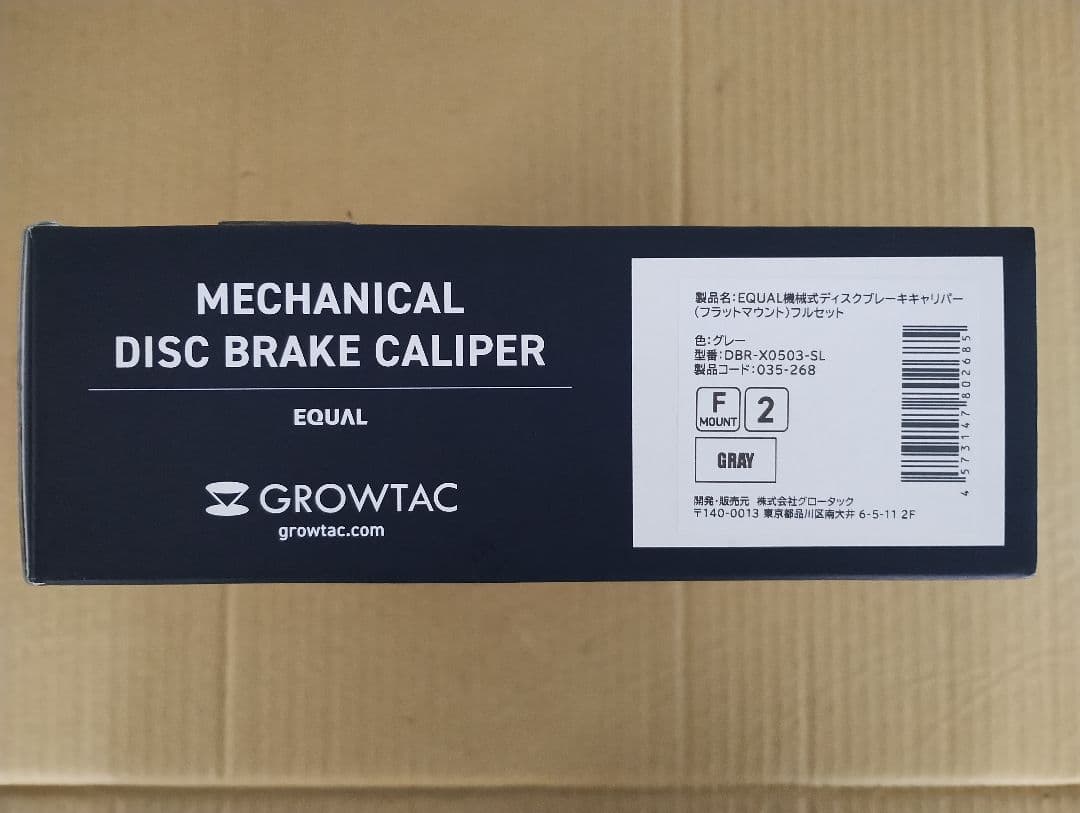 MECHANICAL
DISC BRAKE CALIPER
EQUAL
GROWTAC
growtac.com
製品名:EQUAL機械式ディスクブレーキキャリパー
(フラットマウント)フルセット
色:グレー
型番:DBR-X0503-SL
製品コード:035-268
F 2
MOUNT
GRAY
開発・販売元 株式会社グロータック
〒140-0013 東京都品川区南大井 6-5-11 2F
4573147802685